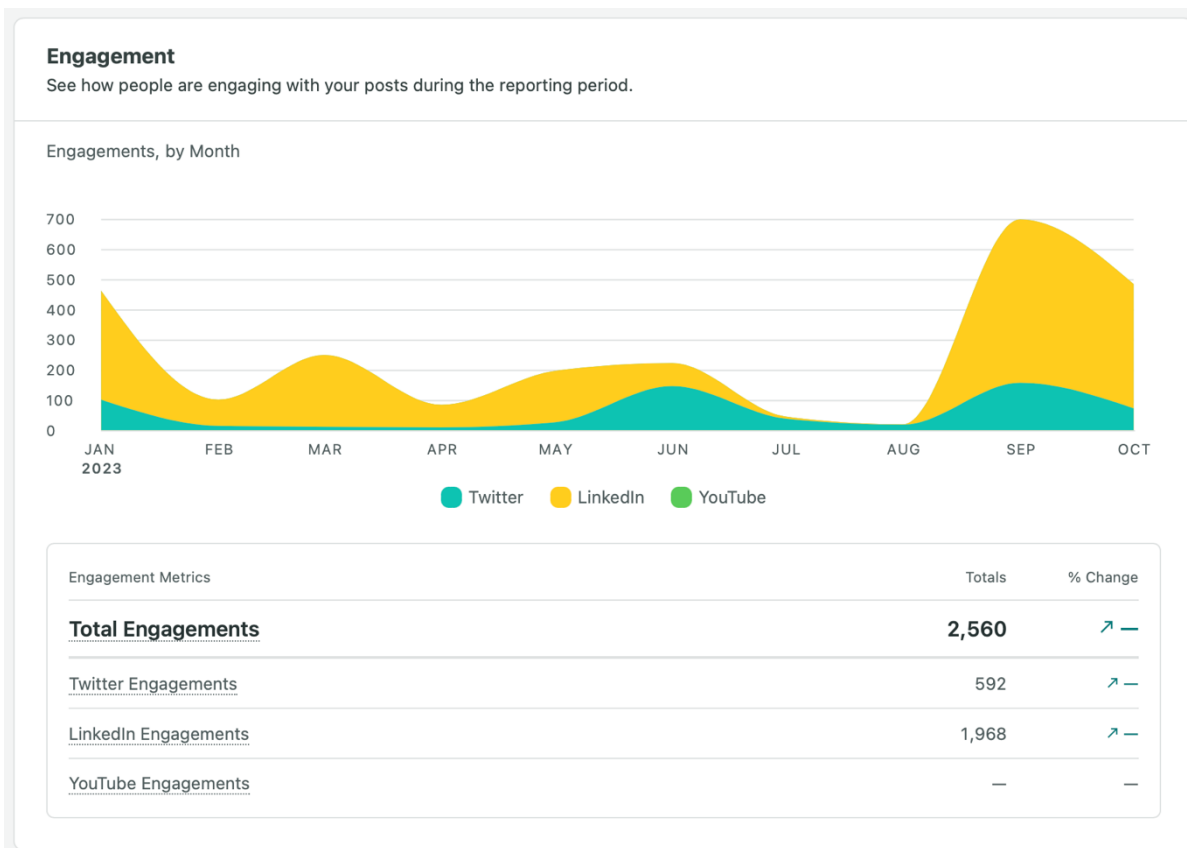 Engagement
See how people are engaging with your posts during the reporting period.
Engagements, by Month
700
600
500
400
300
200
100
0
JAN FEB MAR APR MAY JUN JUL AUG SEP OCT
2023
Twitter LinkedIn YouTube
Engagement Metrics Totals % Change
Total Engagements 2,560 ↗ —
Twitter Engagements 592 ↗ —
LinkedIn Engagements 1,968 ↗ —
YouTube Engagements — —